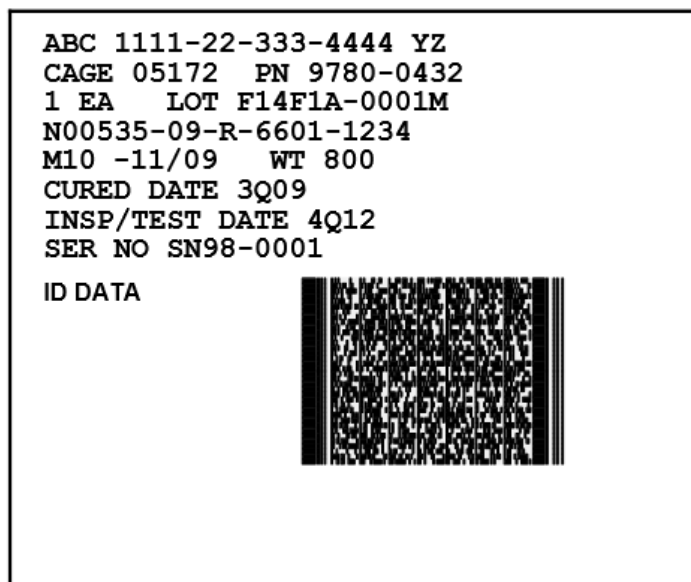 ABC 1111-22-333-4444 YZ
CAGE 05172  PN 9780-0432
1 EA   LOT F14F1A-0001M
N00535-09-R-6601-1234
M10 -11/09   WT 800
CURED DATE 3Q09
INSP/TEST DATE 4Q12
SER NO SN98-0001
ID DATA